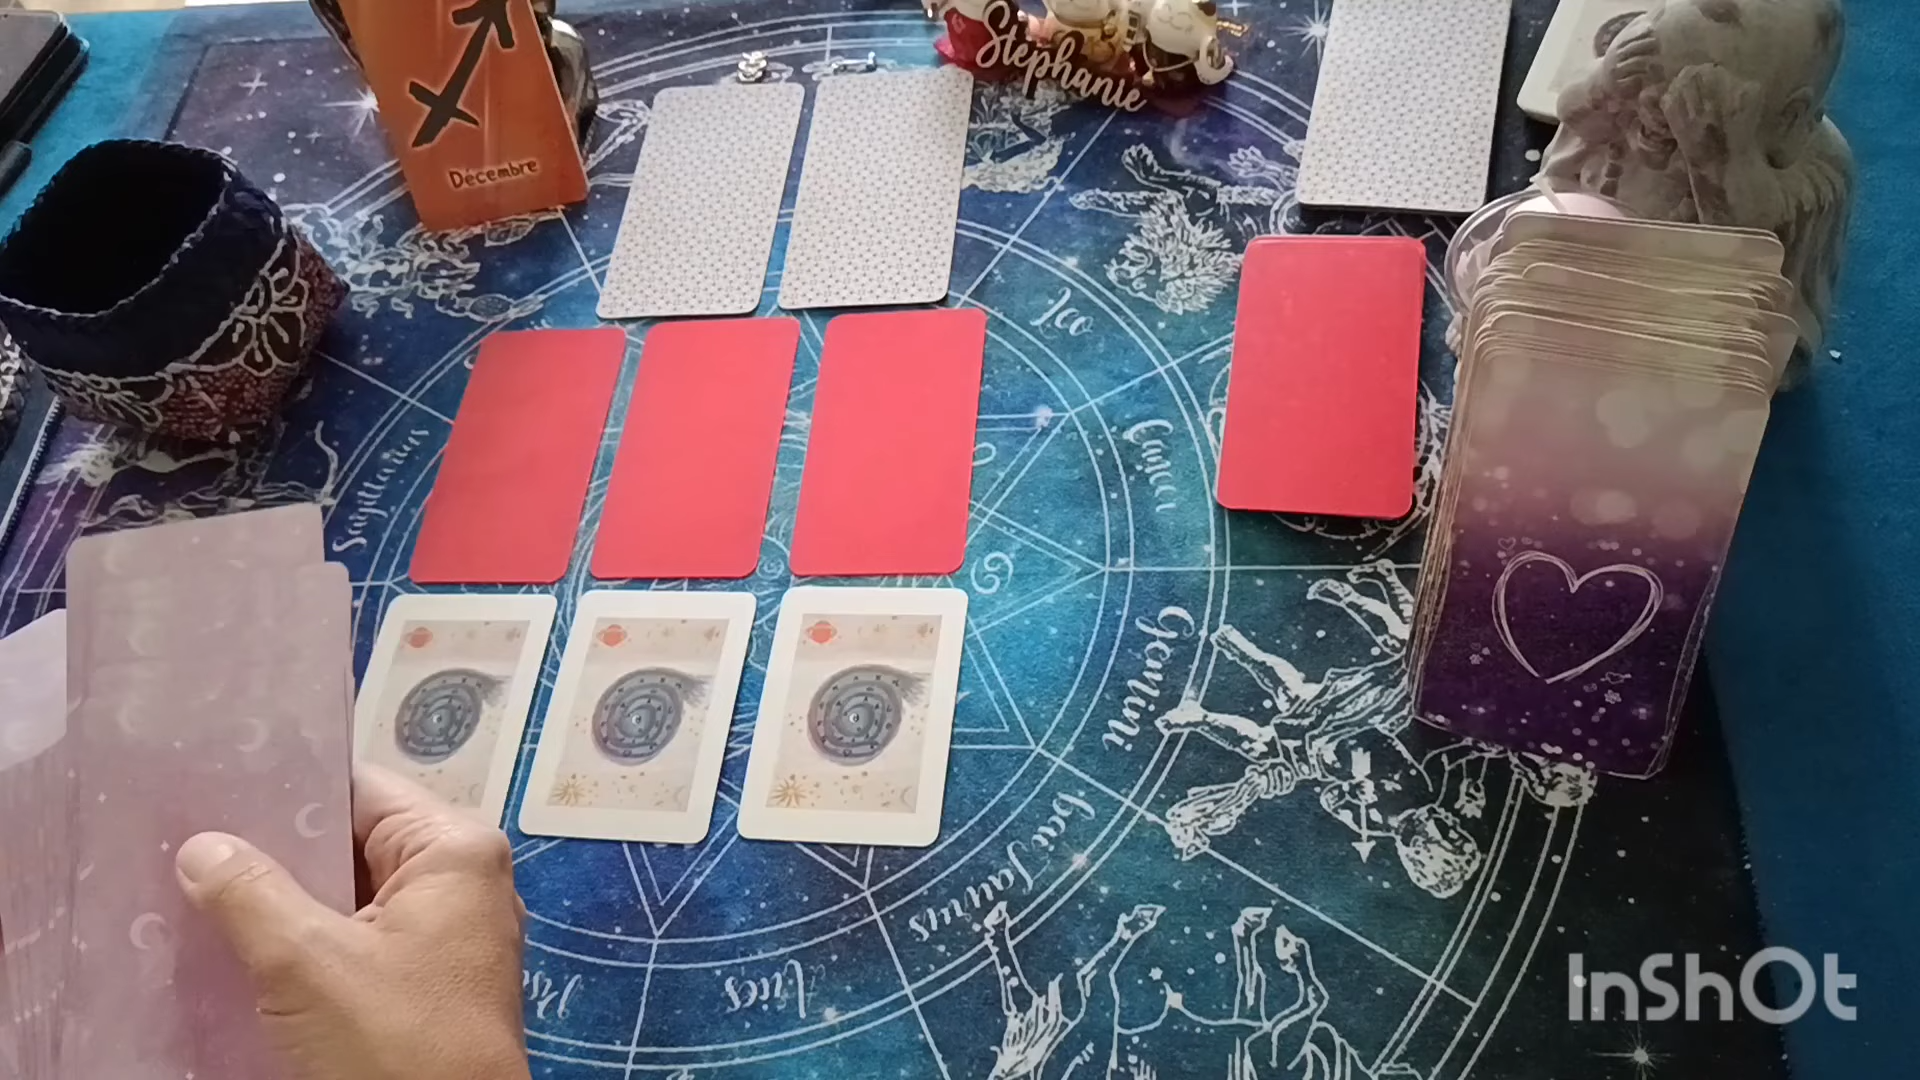 Stephanie
Décembre
Leo
Sagittarius
Cancer
Gemini
Taurus
Aries
InShOt